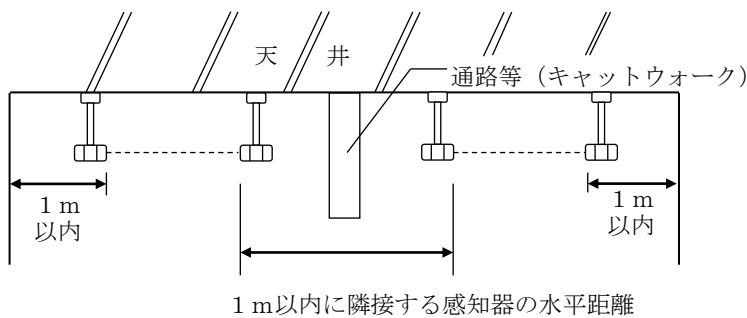 天　井
通路等（キャットウォーク）
１ｍ
以内
１ｍ
以内
１ｍ以内に隣接する感知器の水平距離